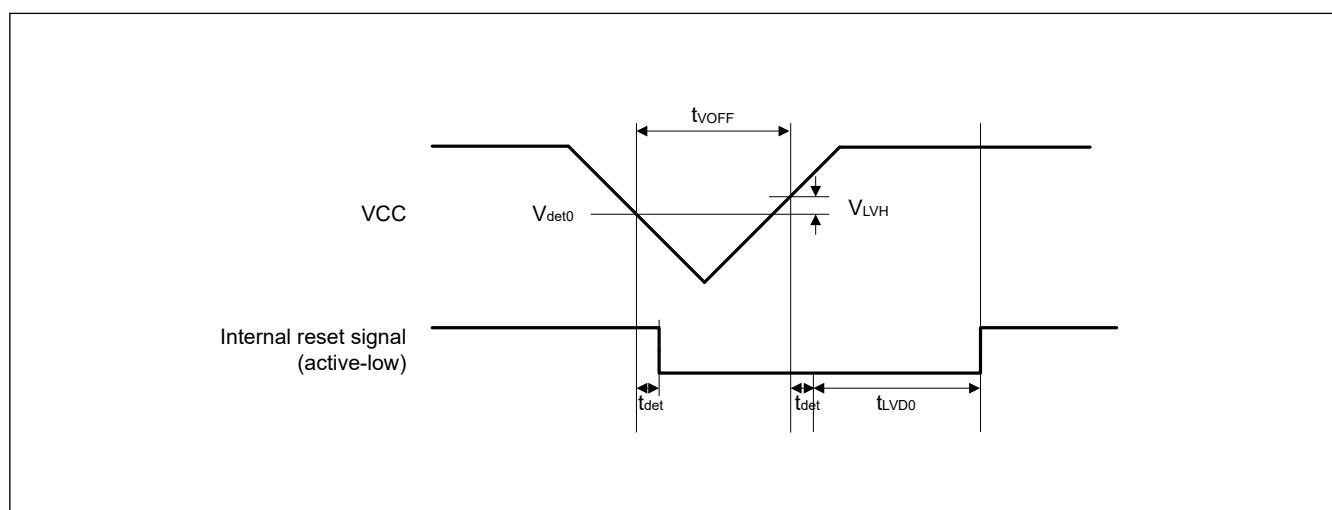 tVOFF
VCC
Vdet0
VLVH
Internal reset signal
(active-low)
tdet
tdet
tLVD0